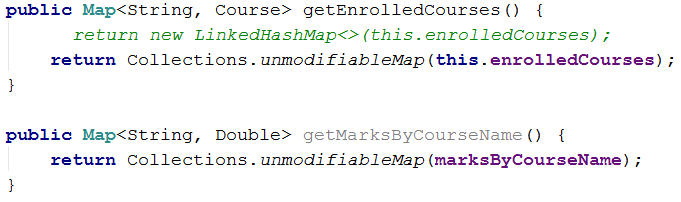 public Map<String, Course> getEnrolledCourses() {
return new LinkedHashMap<>(this.enrolledCourses);
return Collections.unmodifiableMap(this.enrolledCourses);
}
public Map<String, Double> getMarksByCourseName() {
return Collections.unmodifiableMap(marksByCourseName);
}